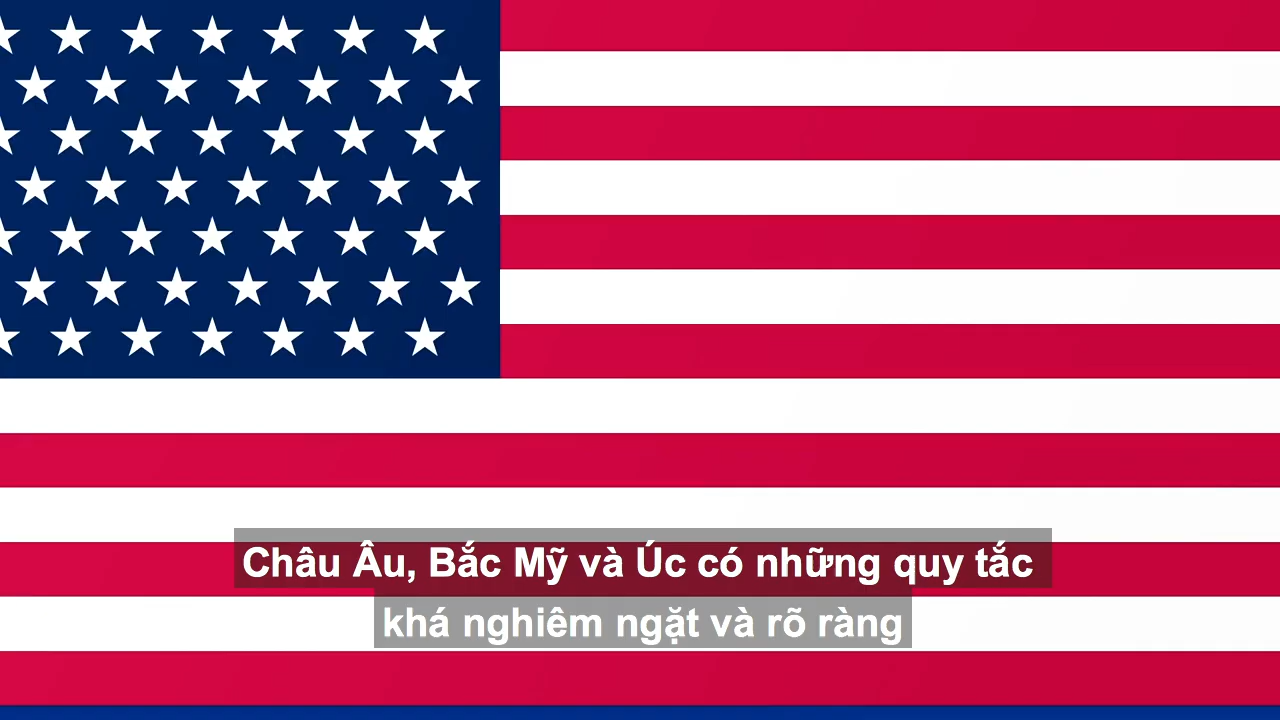 Châu Âu, Bắc Mỹ và Úc có những quy tắc
khá nghiêm ngặt và rõ ràng